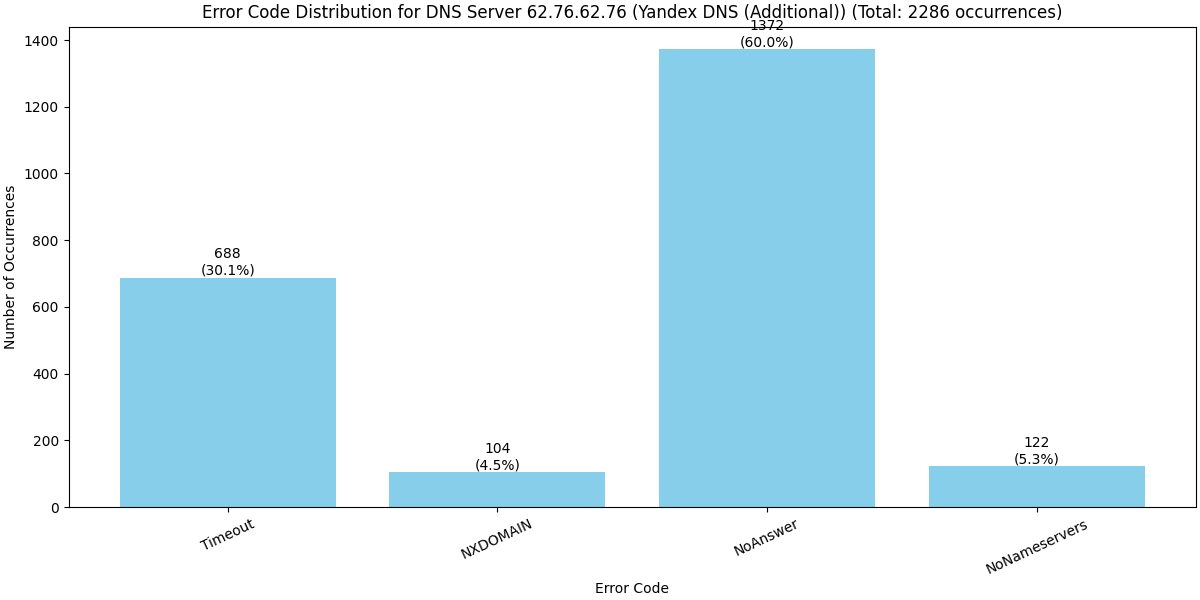 Error Code Distribution for DNS Server 62.76.62.76 (Yandex DNS (Additional)) (Total: 2286 occurrences)
1400
1200
1000
800
600
400
200
0
Number of Occurrences
688
(30.1%)
104
(4.5%)
1372
(60.0%)
122
(5.3%)
Timeout
NXDOMAIN
NoAnswer
NoNameservers
Error Code